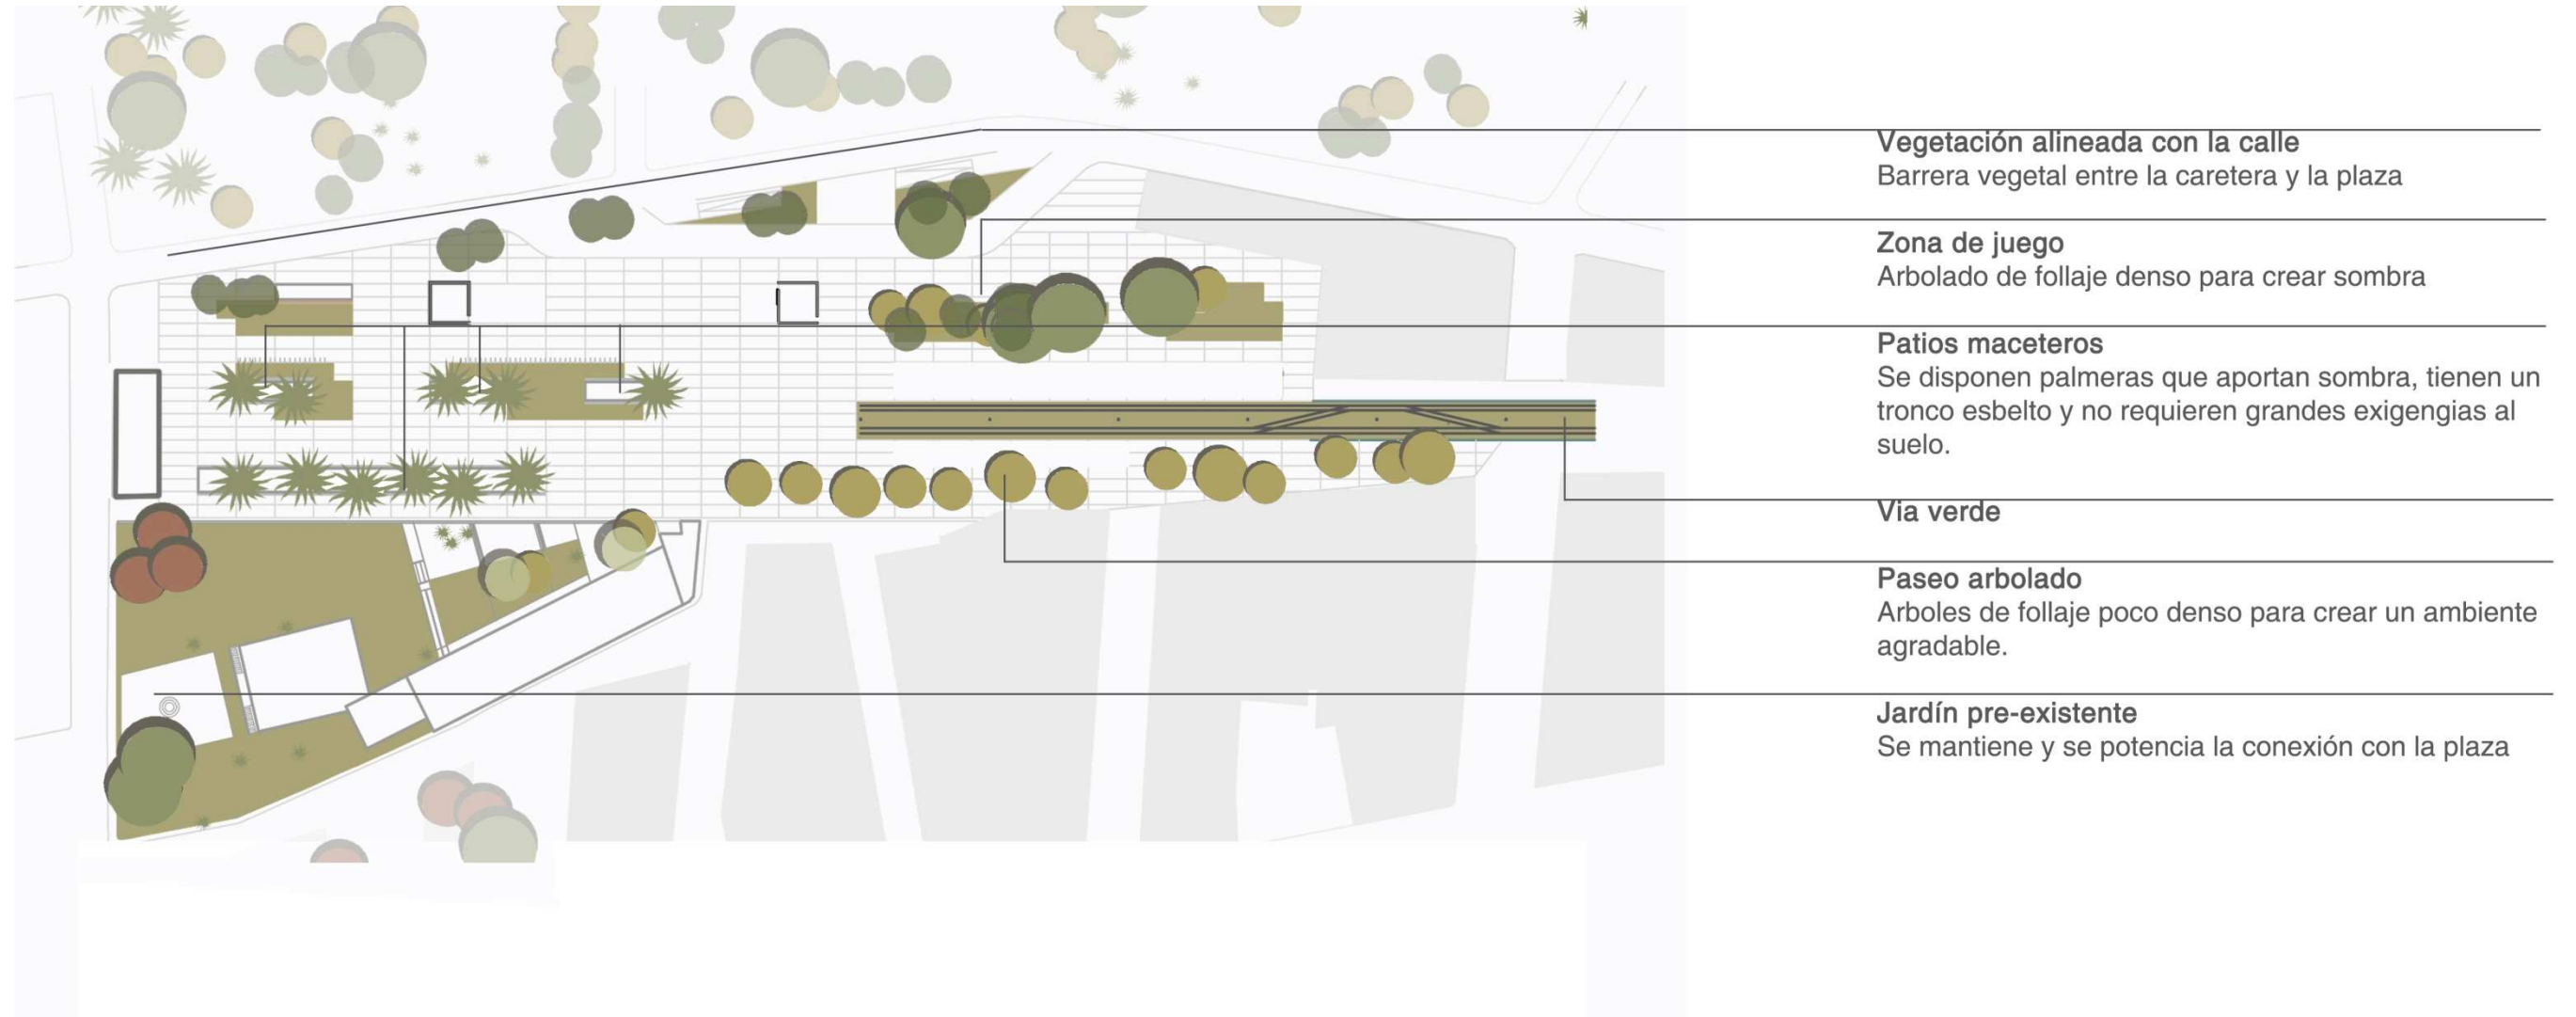 Vegetación alineada con la calle
Barrera vegetal entre la caretera y la plaza
Zona de juego
Arbolado de follaje denso para crear sombra
Patios maceteros
Se disponen palmeras que aportan sombra, tienen un
tronco esbelto y no requieren grandes exigengias al
suelo.
Via verde
Paseo arbolado
Arboles de follaje poco denso para crear un ambiente
agradable.
Jardín pre-existente
Se mantiene y se potencia la conexión con la plaza